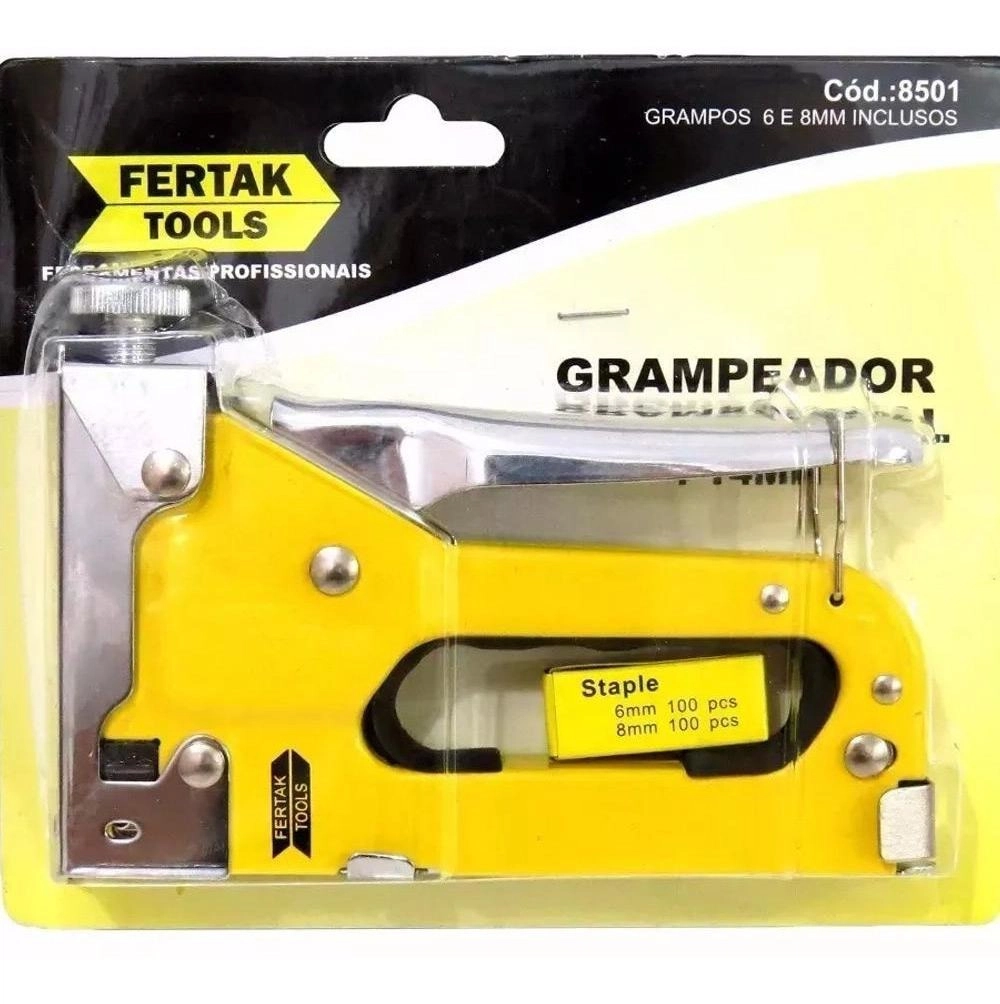 Cód.:8501
GRAMPOS 6 E 8MM INCLUSOS
FERTAK
TOOLS
FERRAMENTAS PROFISSIONAIS
GRAMPEADOR
Staple
6mm 100 pcs
8mm 100 pcs
FERTAK
TOOLS